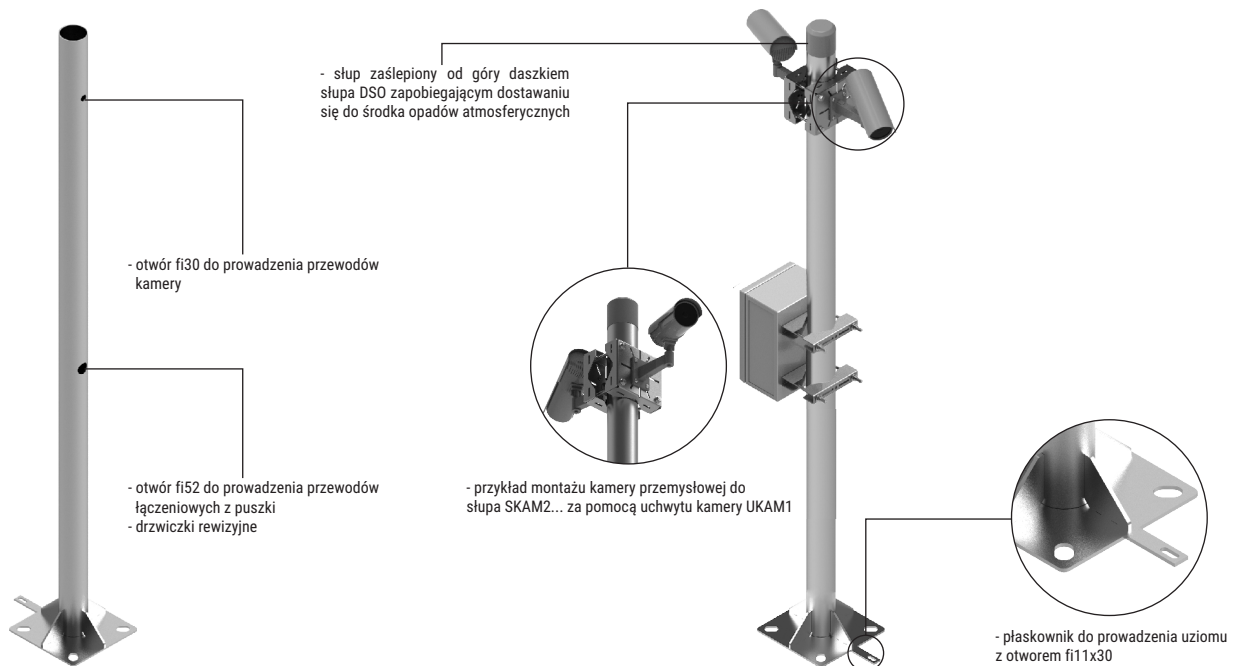 - słup zaślepiony od góry daszkiem
słupa DSO zapobiegającym dostawaniu
się do środka opadów atmosferycznych
- otwór fi30 do prowadzenia przewodów
kamery
- otwór fi52 do prowadzenia przewodów
łączeniowych z puszki
- drzwiczki rewizyjne
- przykład montażu kamery przemysłowej do
słupa SKAM2... za pomocą uchwytu kamery UKAM1
- płaskownik do prowadzenia uziomu
z otworem fi11x30